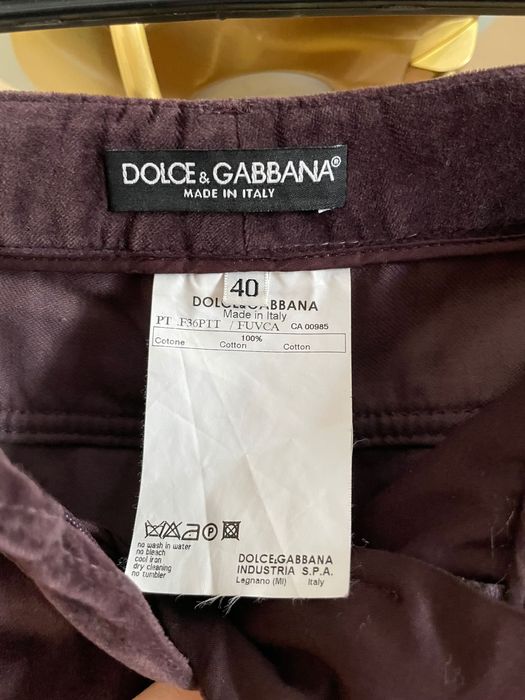 DOLCE & GABBANA®
MADE IN ITALY
40
DOLCE&GABBANA
Made in Italy
PT F36PTT / FUVCA CA 00985
100%
Cotone Cotton Cotton
A P
no wash in water
no bleach
cool iron
dry cleaning
no tumbler
DOLCE&GABBANA
INDUSTRIA S.P.A.
Legnano (MI) Italy